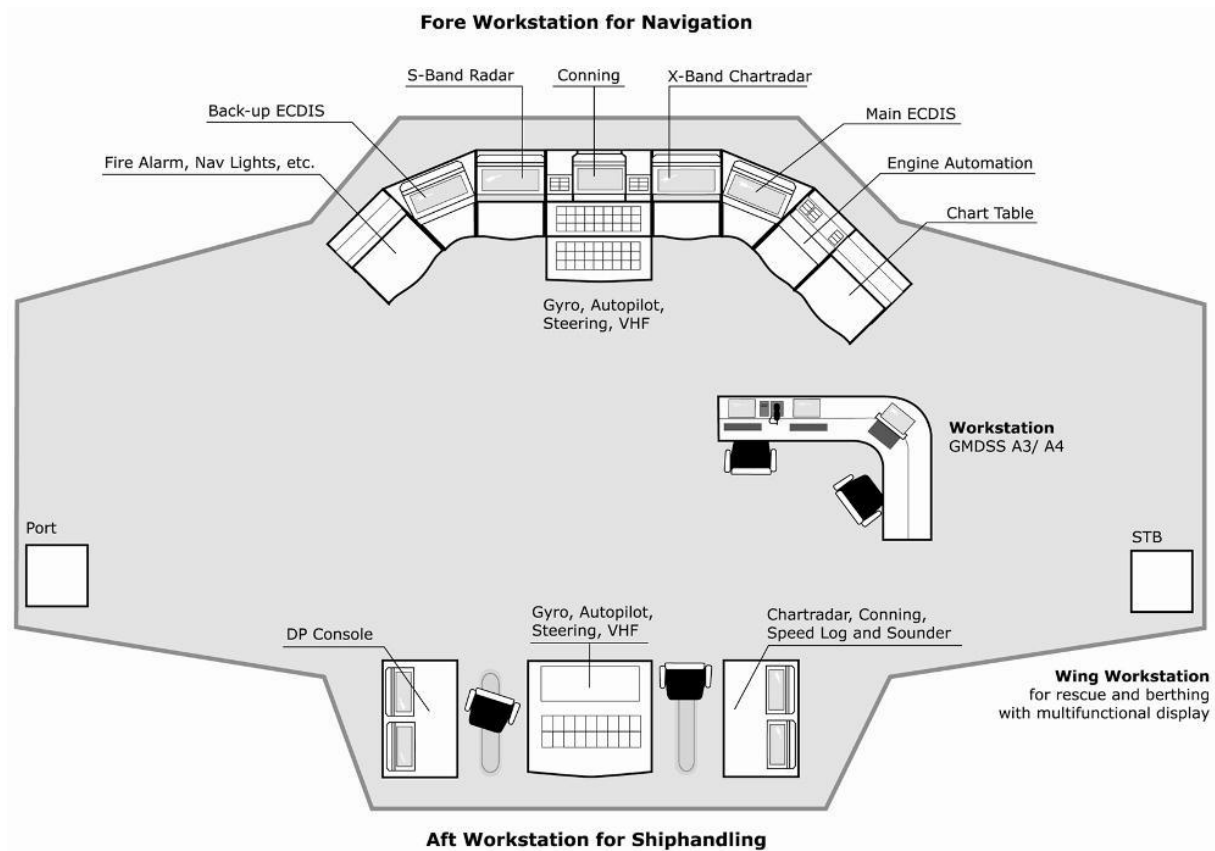 Fore Workstation for Navigation
S-Band Radar
Conning
X-Band Chartradar
Back-up ECDIS
Main ECDIS
Fire Alarm, Nav Lights, etc.
Engine Automation
Chart Table
Gyro, Autopilot,
Steering, VHF
Workstation
GMDSS A3/ A4
Port
STB
DP Console
Gyro, Autopilot,
Steering, VHF
Chartradar, Conning,
Speed Log and Sounder
Wing Workstation
for rescue and berthing
with multifunctional display
Aft Workstation for Shiphandling